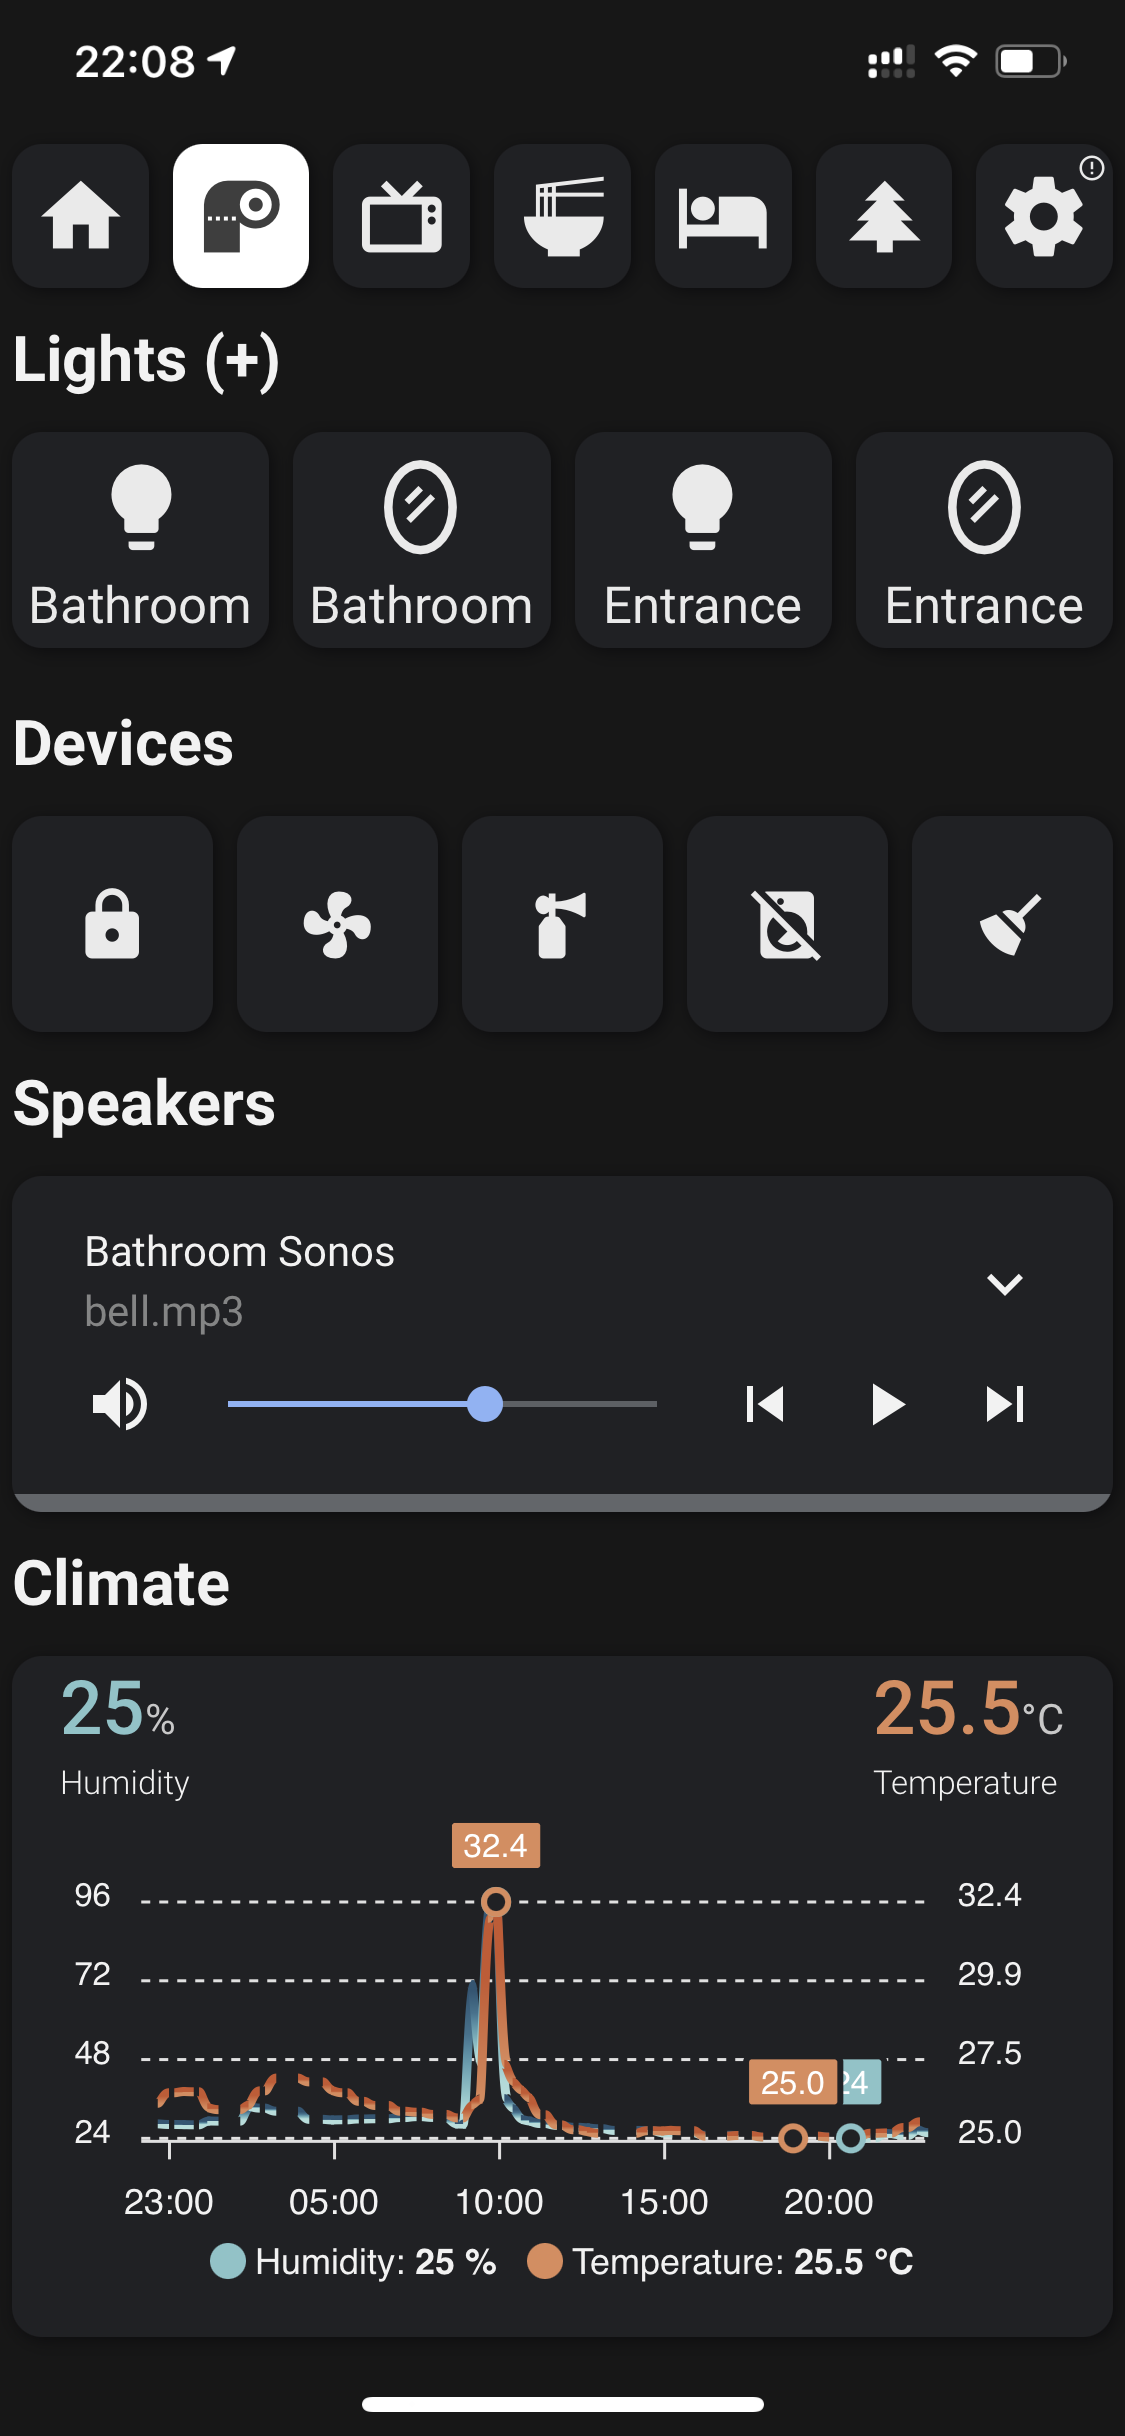 22:08
Lights (+)
Bathroom Bathroom Entrance Entrance
Devices
Speakers
Bathroom Sonos
bell.mp3
Climate
25% 25.5°C
Humidity Temperature
32.4
96 32.4
72 29.9
48 27.5
25.0 24
24 25.0
23:00 05:00 10:00 15:00 20:00
Humidity: 25 % Temperature: 25.5 °C